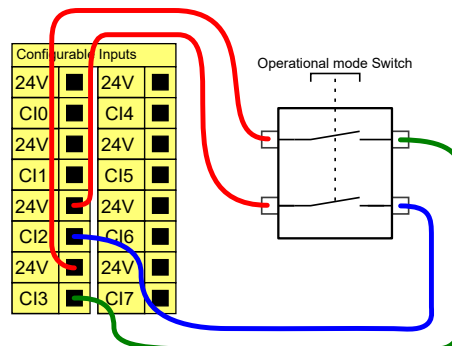 Configurable Inputs
24V 24V
CI0 CI4
24V 24V
CI1 CI5
24V 24V
CI2 CI6
24V 24V
CI3 CI7
Operational mode Switch